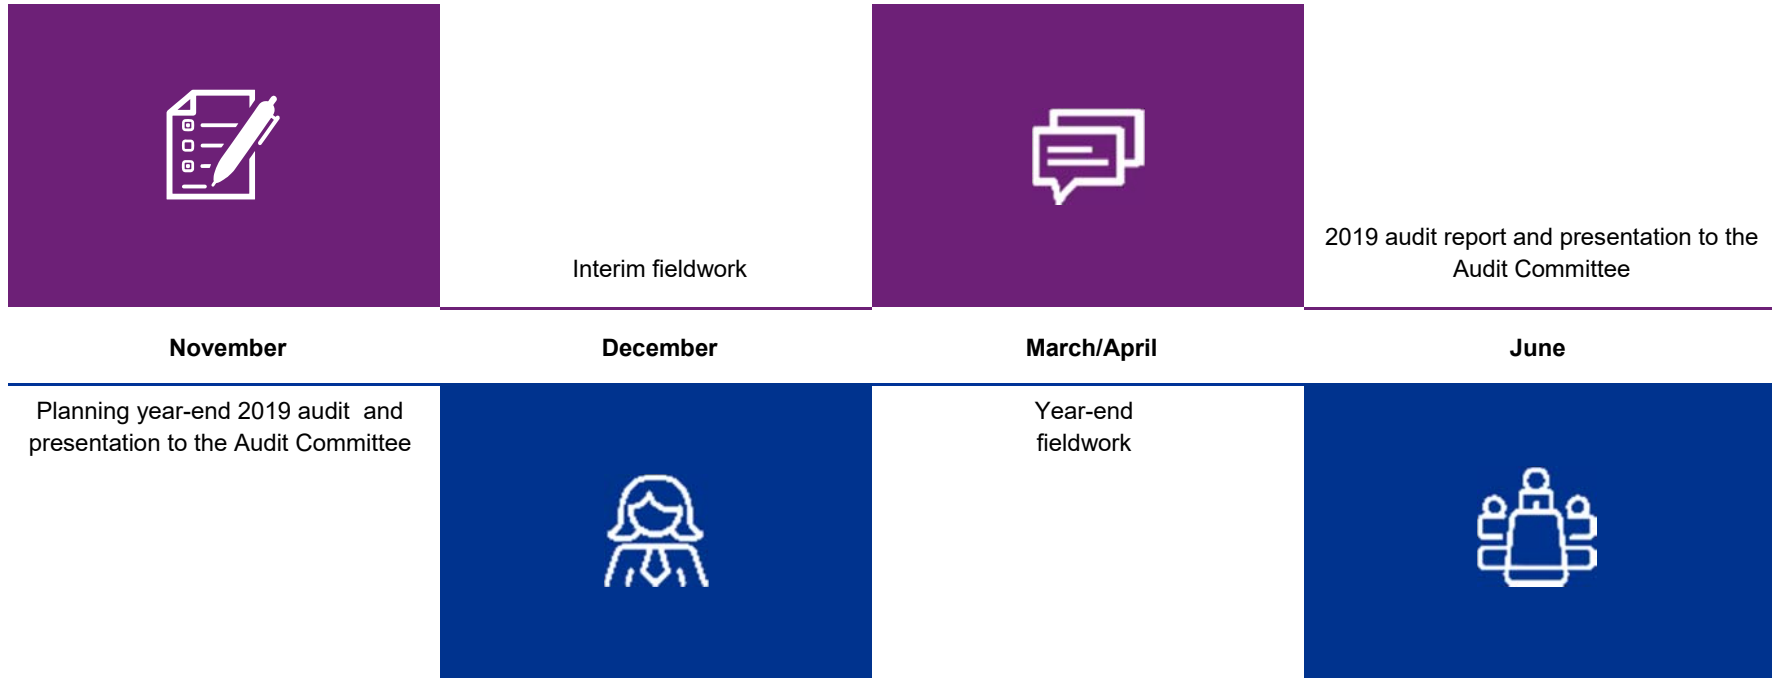 Interim fieldwork
2019 audit report and presentation to the
Audit Committee
November
December
March/April
June
Planning year-end 2019 audit  and
presentation to the Audit Committee
Year-end
fieldwork